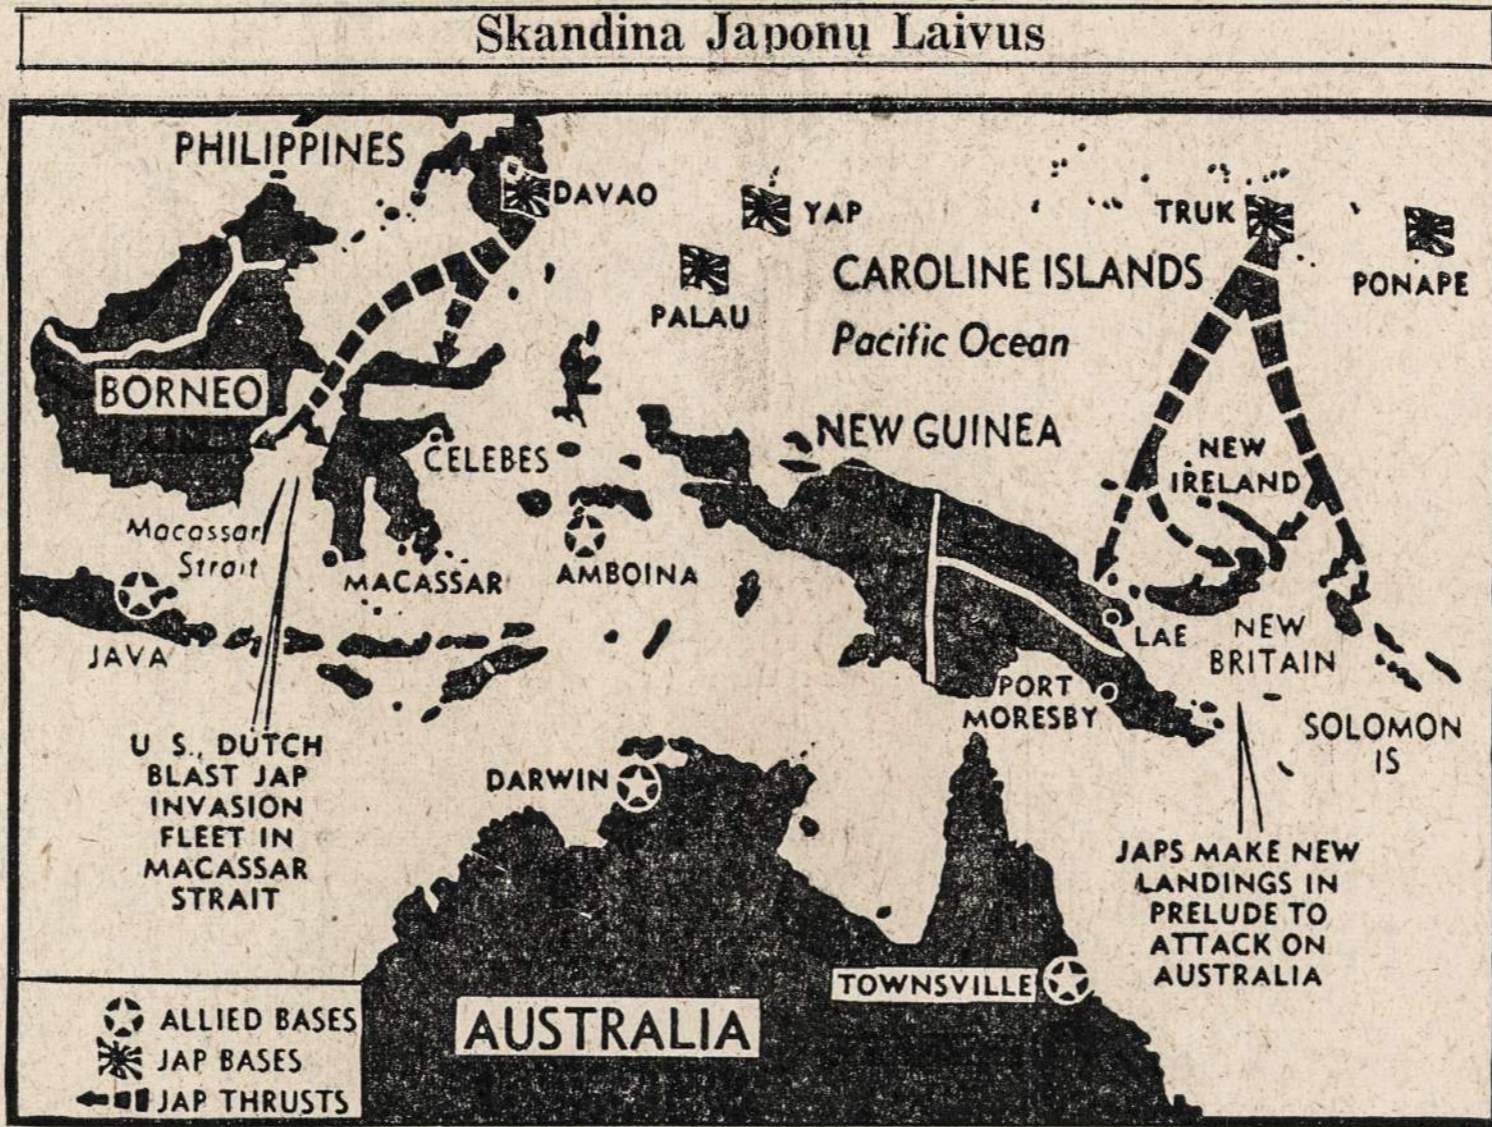 Skandina Japonų Laivus
PHILIPPINES
DAVAO
YAP
TRUK
PONAPE
PALAU
CAROLINE ISLANDS
Pacific Ocean
BORNEO
CELEBES
NEW GUINEA
NEW
IRELAND
Macassar
Strait
MACASSAR
AMBOINA
JAVA
LAE
NEW
BRITAIN
PORT
MORESBY
SOLOMON
IS
U S., DUTCH
BLAST JAP
INVASION
FLEET IN
MACASSAR
STRAIT
DARWIN
JAPS MAKE NEW
LANDINGS IN
PRELUDE TO
ATTACK ON
AUSTRALIA
TOWNSVILLE
AUSTRALIA
ALLIED BASES
JAP BASES
JAP THRUSTS